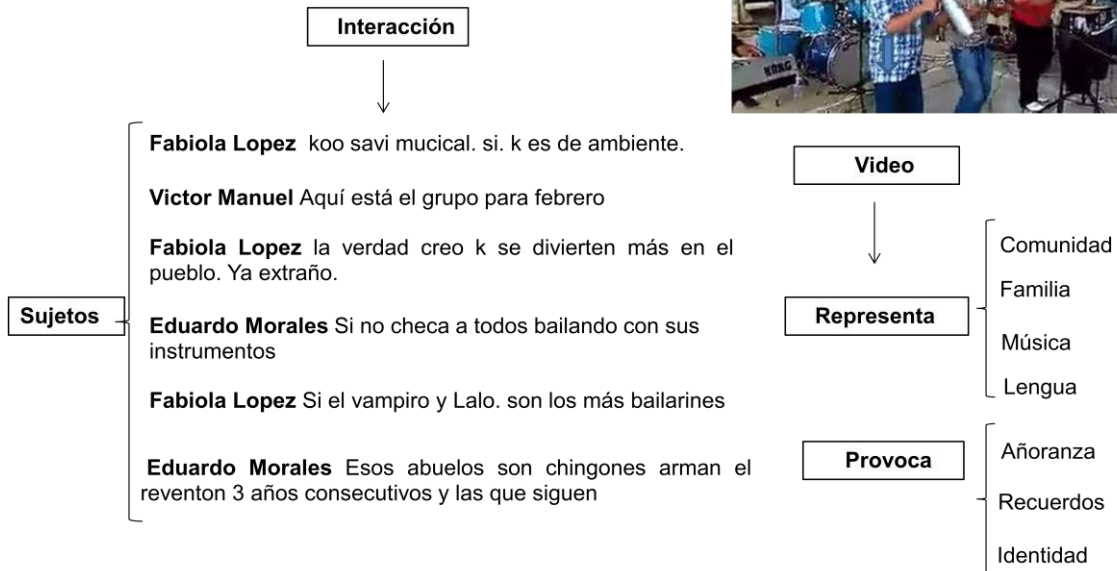 Interacción
KORG
Fabiola Lopez koo savi mucical. si. k es de ambiente.
Victor Manuel Aquí está el grupo para febrero
Fabiola Lopez la verdad creo k se divierten más en el
pueblo. Ya extraño.
Sujetos
Eduardo Morales Si no checa a todos bailando con sus
instrumentos
Fabiola Lopez Si el vampiro y Lalo. son los más bailarines
Eduardo Morales Esos abuelos son chingones arman el
reventon 3 años consecutivos y las que siguen
Video
Representa
Comunidad
Familia
Música
Lengua
Provoca
Añoranza
Recuerdos
Identidad